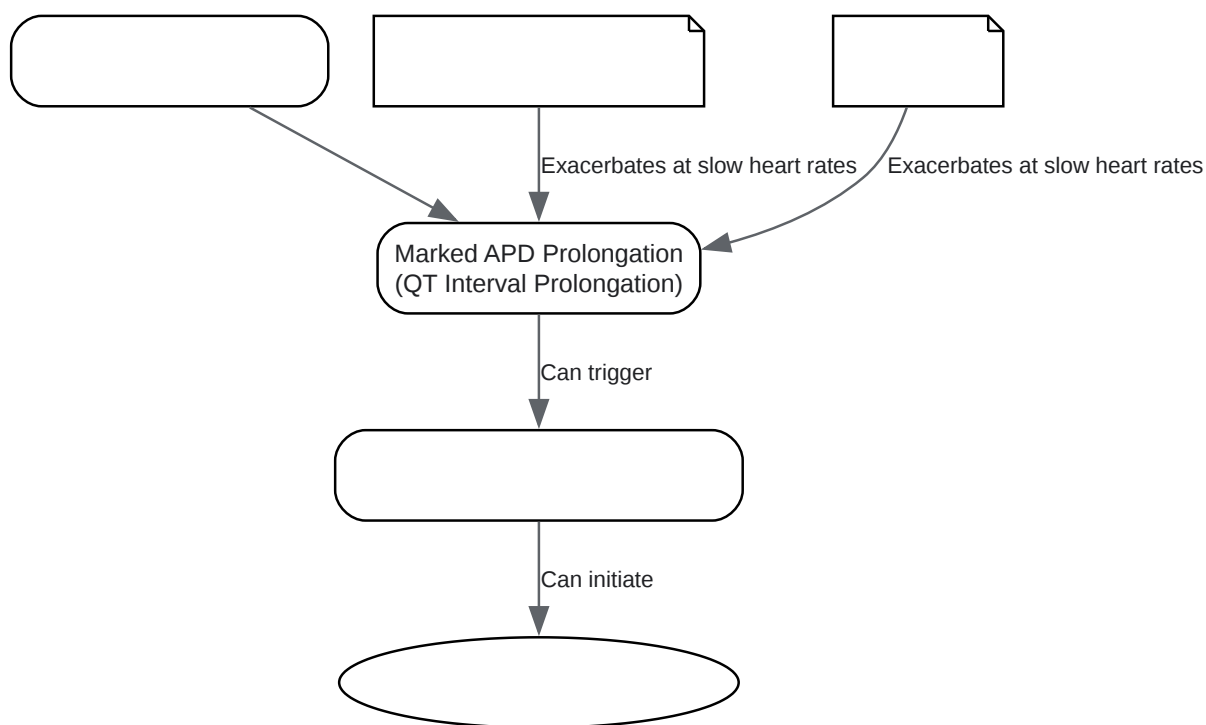 Exacerbates at slow heart rates
Exacerbates at slow heart rates
Marked APD Prolongation
(QT Interval Prolongation)
Can trigger
Can initiate